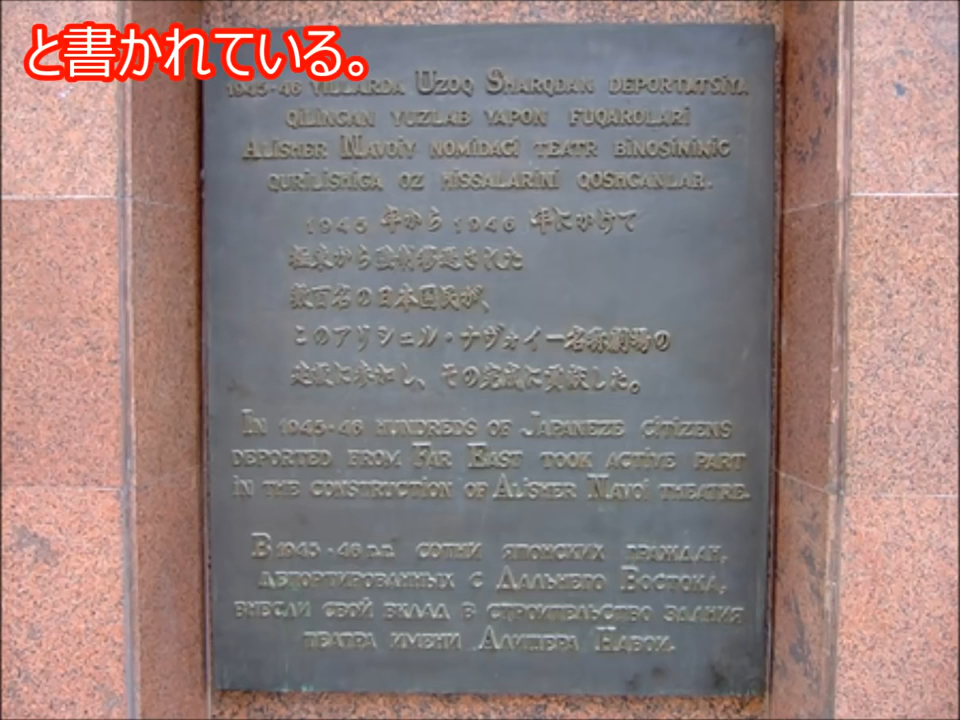 と書かれている。
1945-46 YILLARDA UZOQ SHARQDAN DEPORTATSIYA
QILINGAN YUZLAB YAPON FUQAROLARI
ALISHER NAVOIY NOMIDAGI TEATR BINOSINING
QURILISHIGA OZ HISSALARINI QOSHGANLAR.
1945年から1946年にかけて
極東から強制移送された
数百名の日本国民が、
このアリシェル・ナヴォイー名称劇場の
建設に参加し、その完成に貢献した。
IN 1945-46 HUNDREDS OF JAPANEZE CITIZENS
DEPORTED FROM FAR EAST TOOK ACTIVE PART
IN THE CONSTRUCTION OF ALISHER NAVOI THEATRE.
В 1945-46 г.г. СОТНИ ЯПОНСКИХ ГРАЖДАН,
ДЕПОРТИРОВАННЫХ С ДАЛЬНЕГО ВОСТОКА,
ВНЕСЛИ СВОЙ ВКЛАД В СТРОИТЕЛЬСТВО ЗДАНИЯ
ТЕАТРА ИМЕНИ АЛИШЕРА НАВОИ.